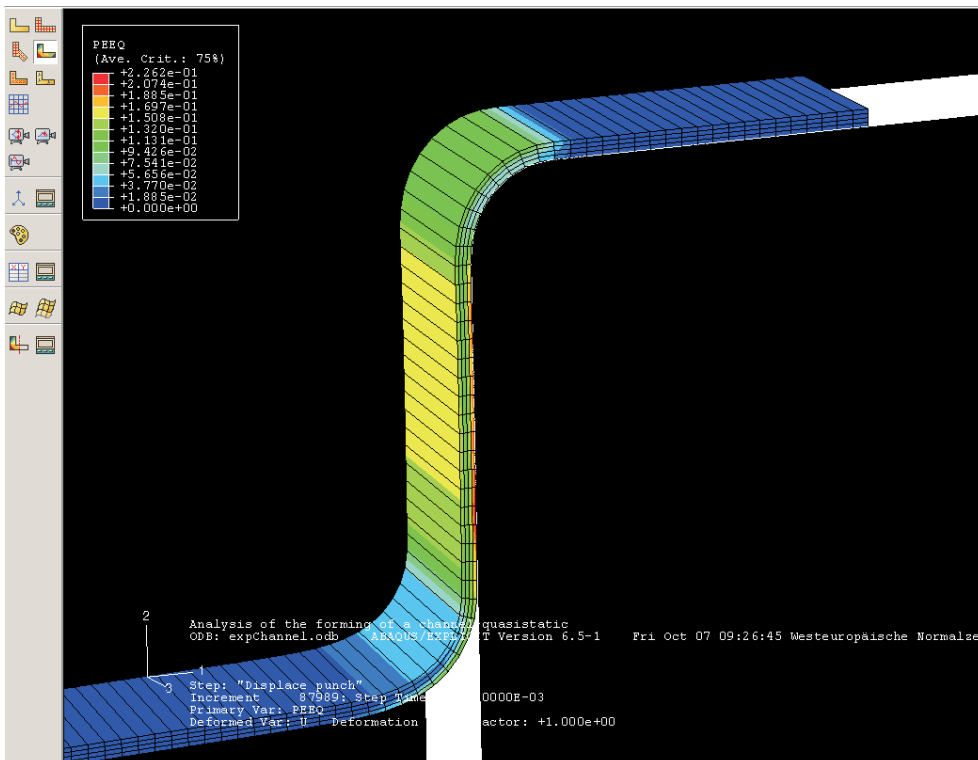 PEEQ
(Ave. Crit.: 75%)
+2.262e-01
+2.074e-01
+1.885e-01
+1.697e-01
+1.508e-01
+1.320e-01
+1.131e-01
+9.426e-02
+7.541e-02
+5.656e-02
+3.770e-02
+1.885e-02
+0.000e+00
2
1
3
Analysis of the forming of a channel quasistatic
ODB: expChannel.odb ABAQUS/EXPLICIT Version 6.5-1 Fri Oct 07 09:26:45 Westeuropäische Normalze
Step: "Displace punch"
Increment 87989: Step Time 0000E-03
Primary Var: PEEQ
Deformed Var: U Deformation actor: +1.000e+00